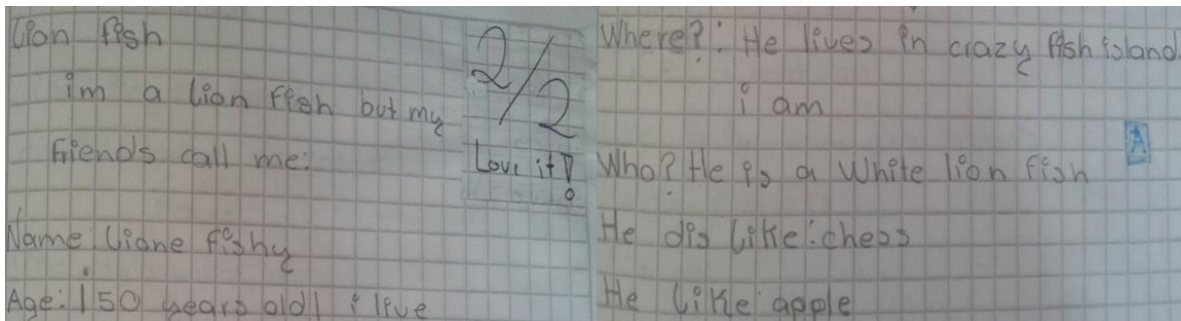 Lion fish
im a lion fish but my
friends call me:
2/2
Love it!
Name: Liane fishy
Age: 150 years old! i live
Where?: He lives in crazy fish island.
i am
A
Who? He is a White lion fish
He dis like: chess
He like: apple